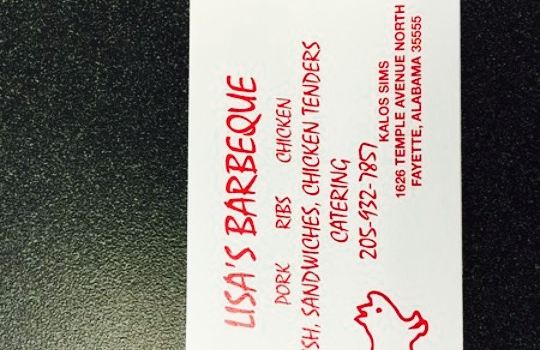 LISA'S BARBEQUE
PORK RIBS CHICKEN
SH, SANDWICHES, CHICKEN TENDERS
CATERING
205-932-7857
KALOS SIMS
1626 TEMPLE AVENUE NORTH
FAYETTE, ALABAMA 35555